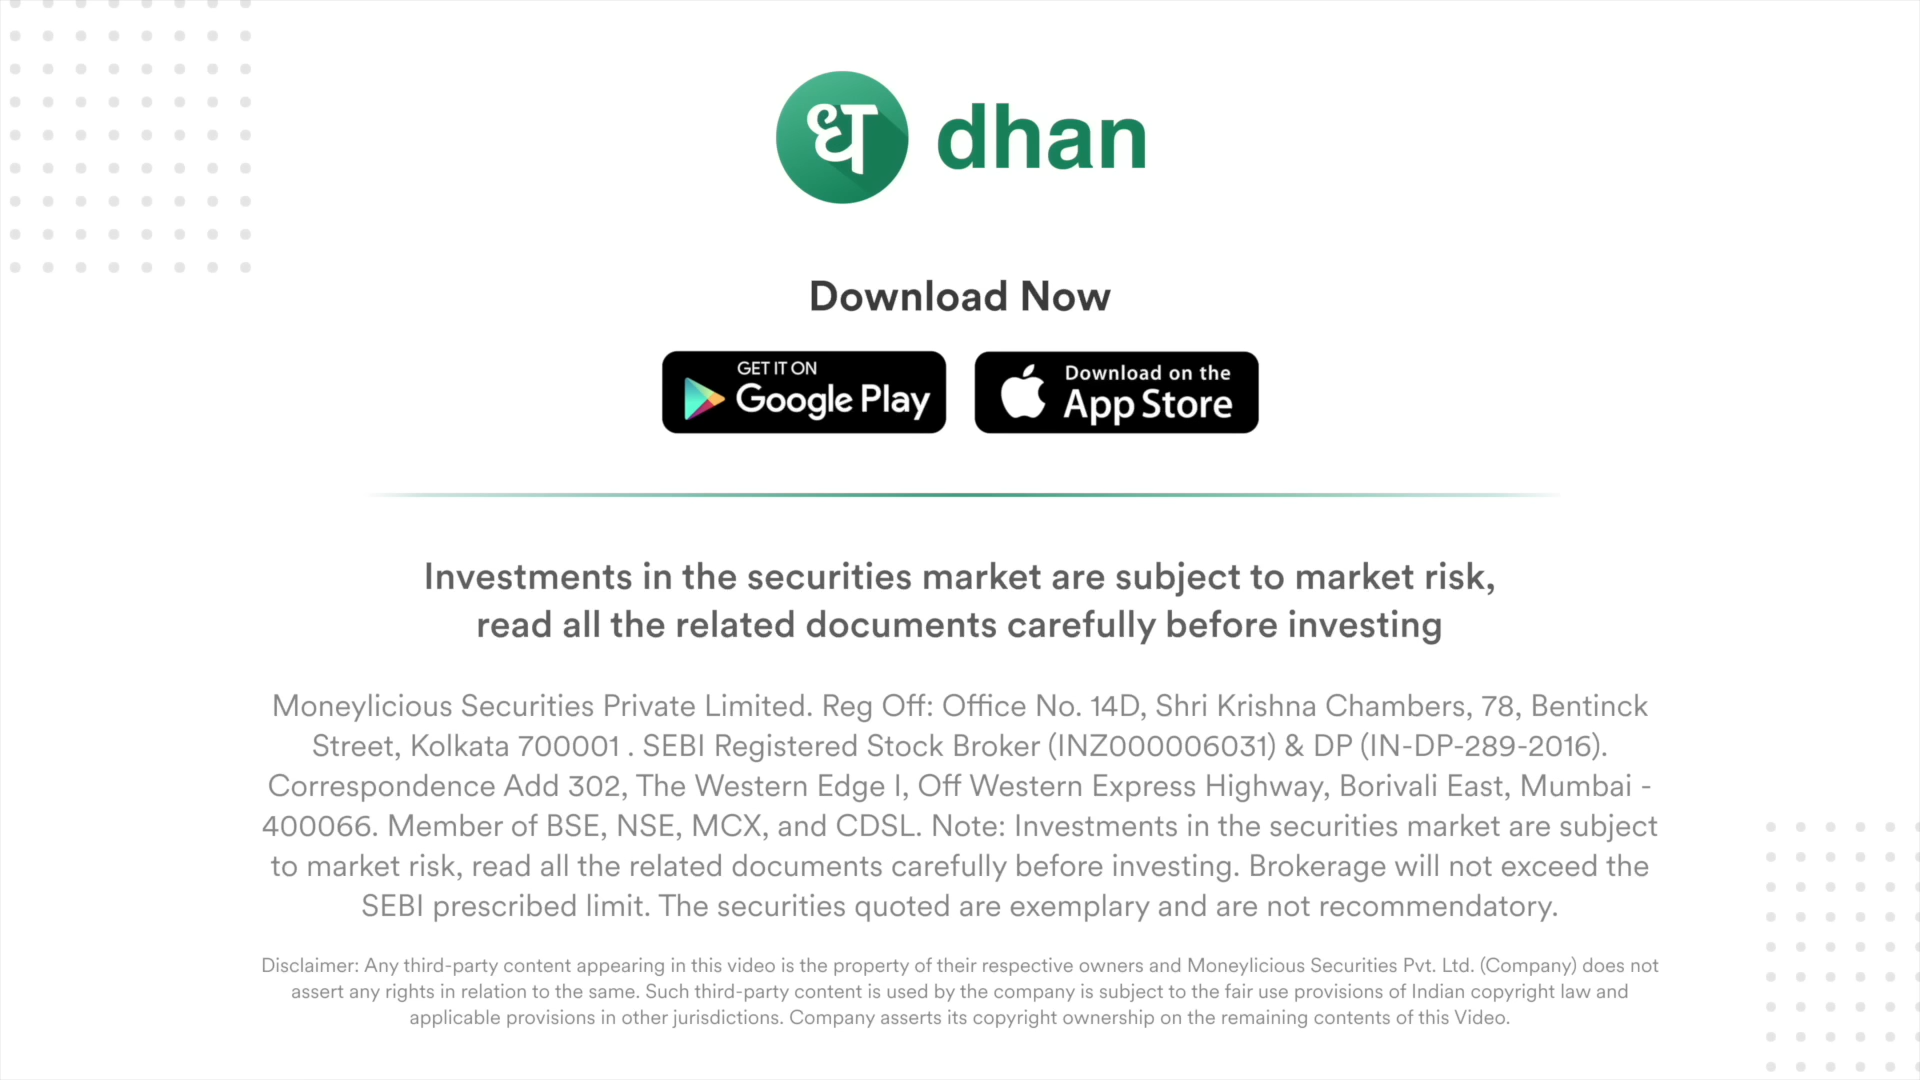 ध dhan
Download Now
GET IT ON
Google Play
Download on the
App Store
Investments in the securities market are subject to market risk,
read all the related documents carefully before investing
Moneylicious Securities Private Limited. Reg Off: Office No. 14D, Shri Krishna Chambers, 78, Bentinck
Street, Kolkata 700001 . SEBI Registered Stock Broker (INZ000006031) & DP (IN-DP-289-2016).
Correspondence Add 302, The Western Edge I, Off Western Express Highway, Borivali East, Mumbai -
400066. Member of BSE, NSE, MCX, and CDSL. Note: Investments in the securities market are subject
to market risk, read all the related documents carefully before investing. Brokerage will not exceed the
SEBI prescribed limit. The securities quoted are exemplary and are not recommendatory.
Disclaimer: Any third-party content appearing in this video is the property of their respective owners and Moneylicious Securities Pvt. Ltd. (Company) does not
assert any rights in relation to the same. Such third-party content is used by the company is subject to the fair use provisions of Indian copyright law and
applicable provisions in other jurisdictions. Company asserts its copyright ownership on the remaining contents of this Video.